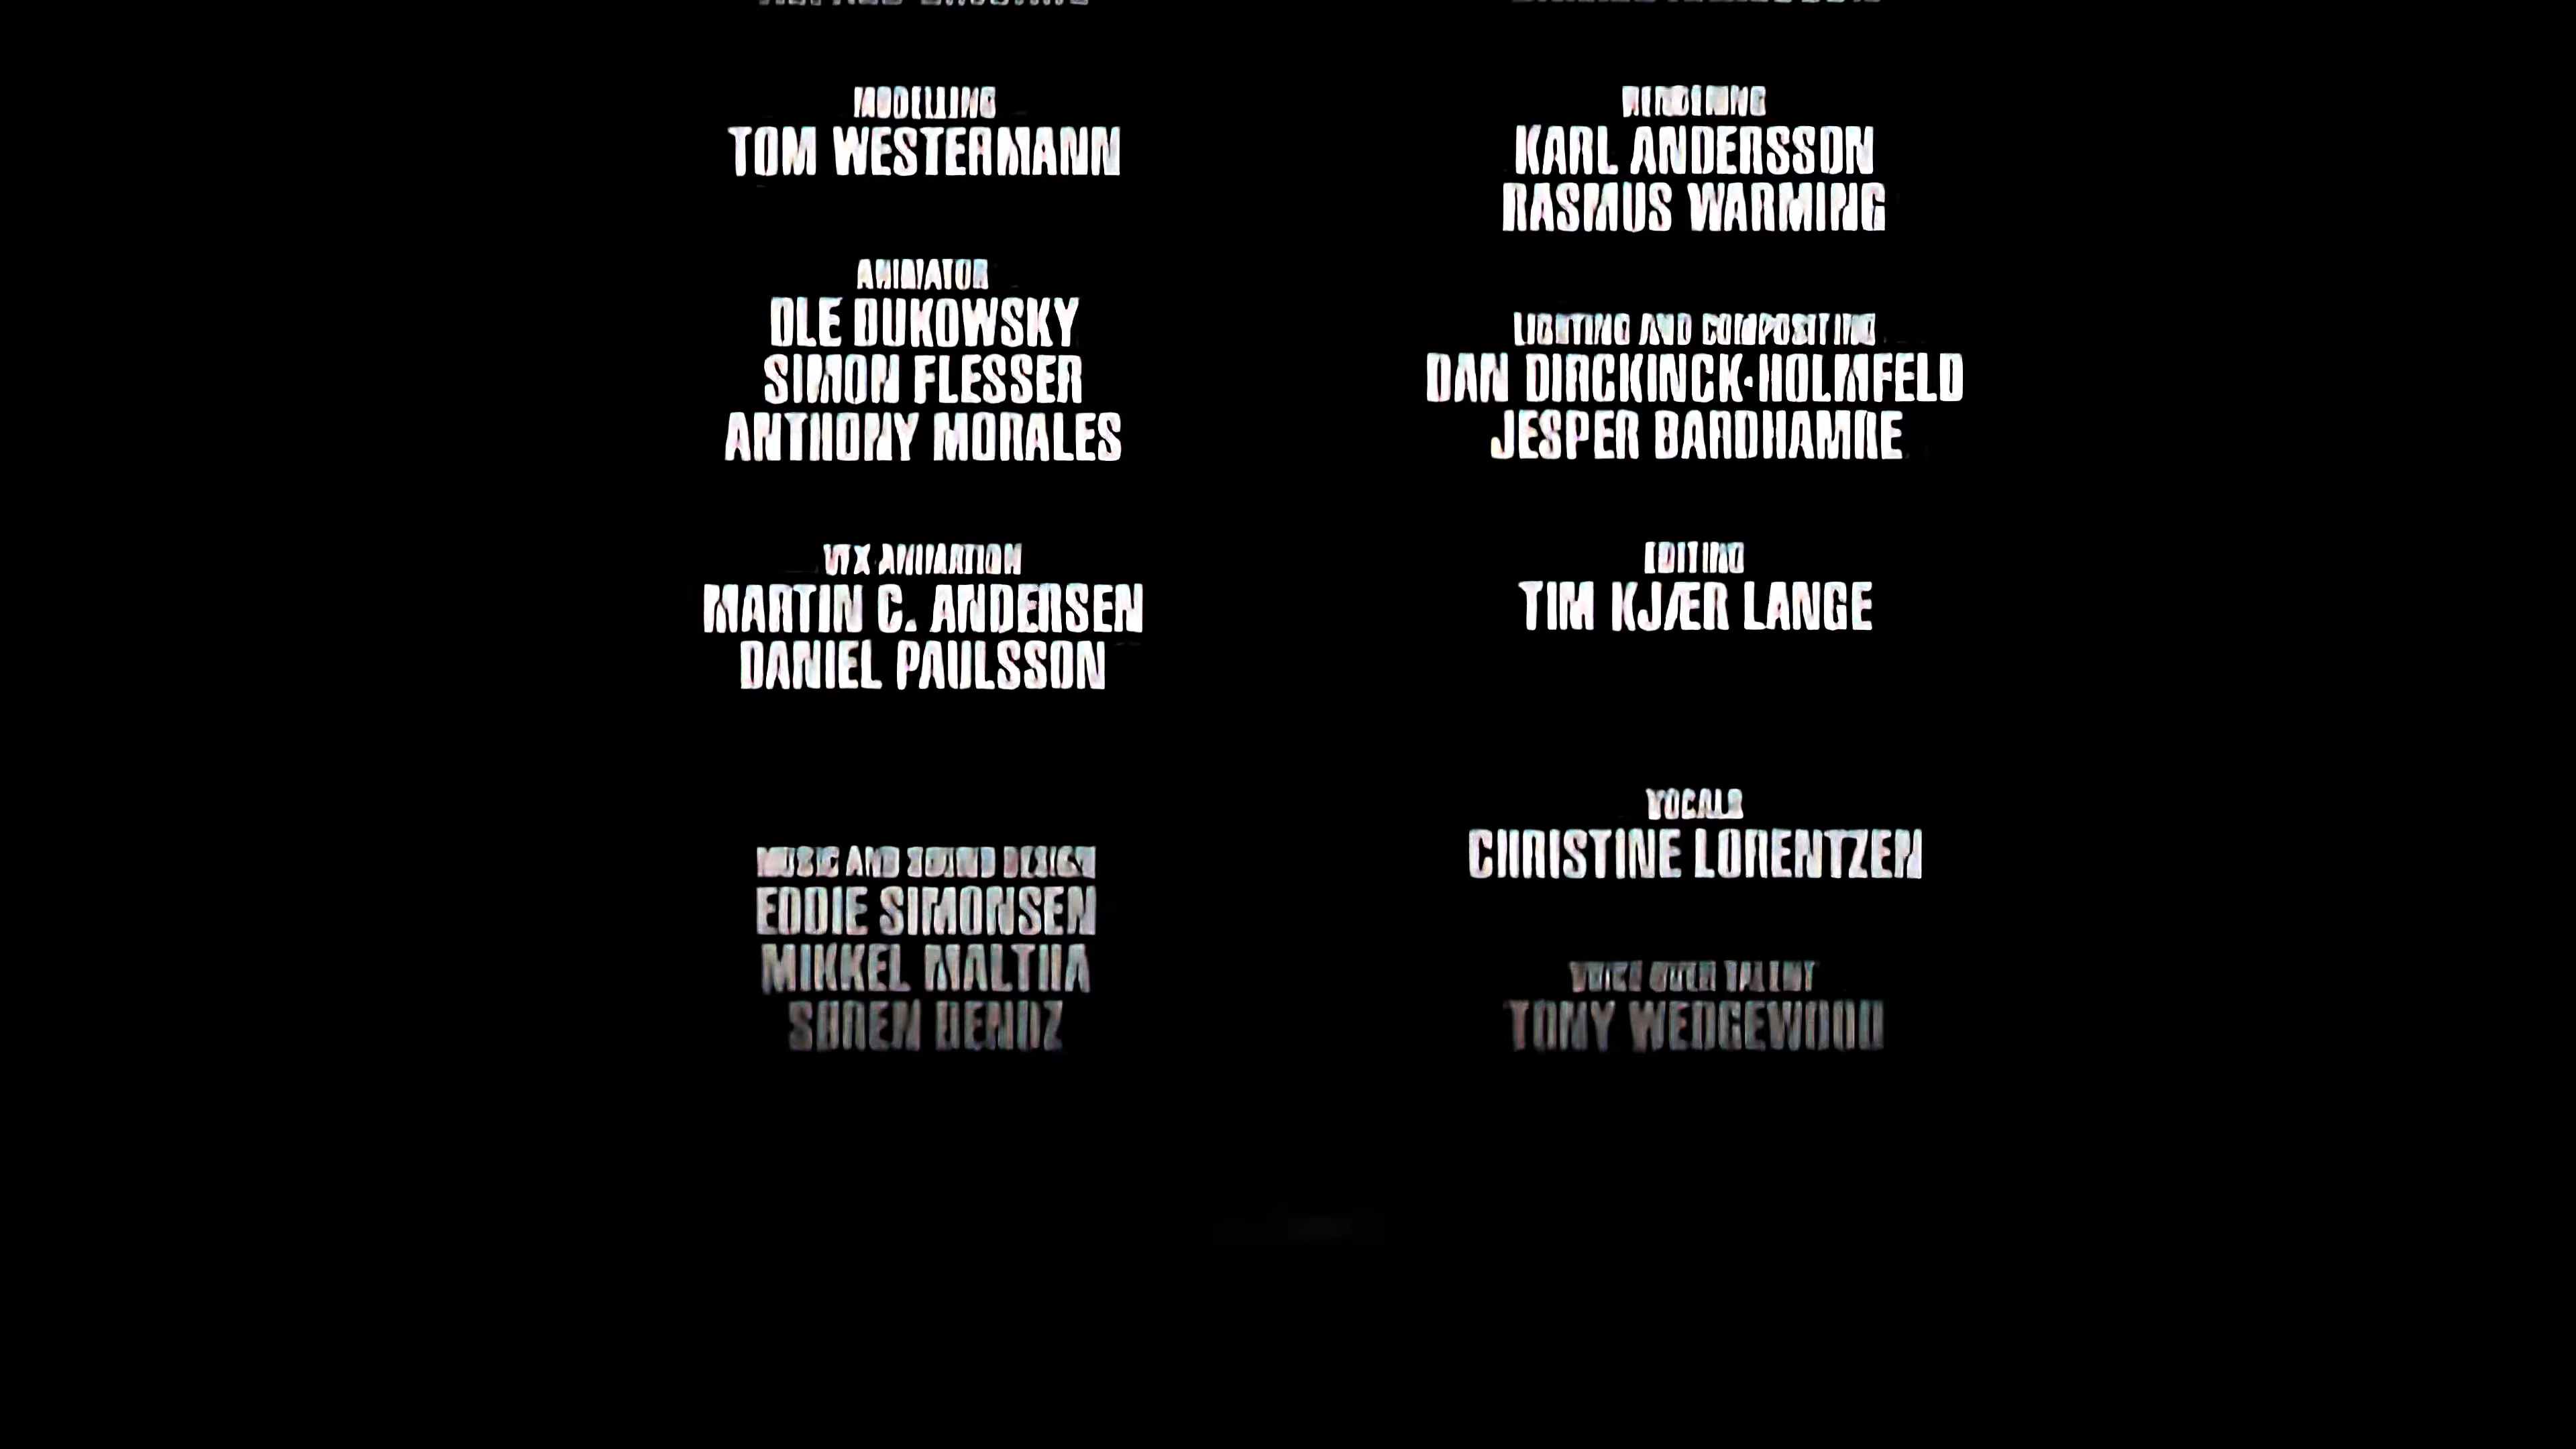 MODELLING
TOM WESTERMANN
ANIMATOR
OLE DUKOWSKY
SIMON FLESSER
ANTHONY MORALES
VFX ANIMATION
MARTIN C. ANDERSEN
DANIEL PAULSSON
MUSIC AND SOUND DESIGN
EDDIE SIMONSEN
MIKKEL MALTHA
RENDERING
KARL ANDERSSON
RASMUS WARMING
LIGHTING AND COMPOSITING
DAN DIRCKINCK-HOLMFELD
JESPER BARDHAMRE
EDITING
TIM KJÆR LANGE
VOCALS
CHRISTINE LORENTZEN
VOICE OVER TALENT
TONY WEDGEWOOD